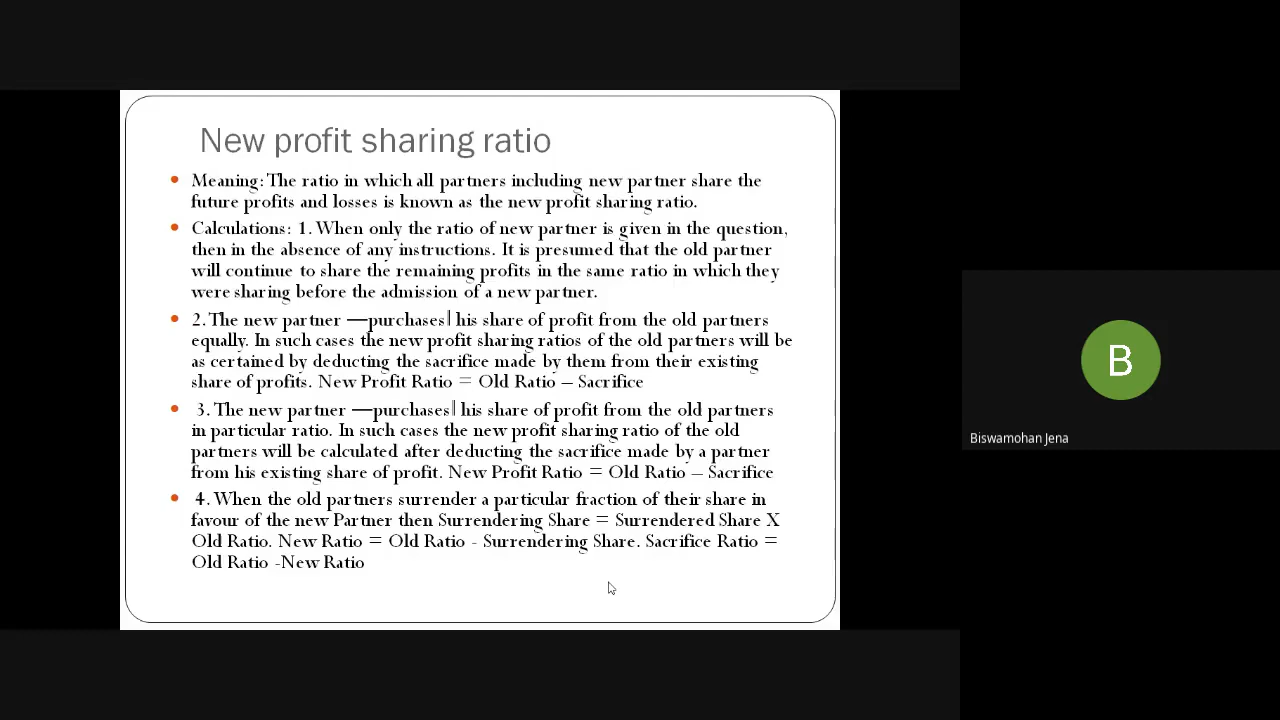 New profit sharing ratio
• Meaning: The ratio in which all partners including new partner share the
future profits and losses is known as the new profit sharing ratio.
• Calculations: 1. When only the ratio of new partner is given in the question,
then in the absence of any instructions. It is presumed that the old partner
will continue to share the remaining profits in the same ratio in which they
were sharing before the admission of a new partner.
• 2. The new partner ―purchases‖ his share of profit from the old partners
equally. In such cases the new profit sharing ratios of the old partners will be
as certained by deducting the sacrifice made by them from their existing
share of profits. New Profit Ratio = Old Ratio – Sacrifice
• 3. The new partner ―purchases‖ his share of profit from the old partners
in particular ratio. In such cases the new profit sharing ratio of the old
partners will be calculated after deducting the sacrifice made by a partner
from his existing share of profit. New Profit Ratio = Old Ratio – Sacrifice
• 4. When the old partners surrender a particular fraction of their share in
favour of the new Partner then Surrendering Share = Surrendered Share X
Old Ratio. New Ratio = Old Ratio - Surrendering Share. Sacrifice Ratio =
Old Ratio -New Ratio
B
Biswamohan Jena